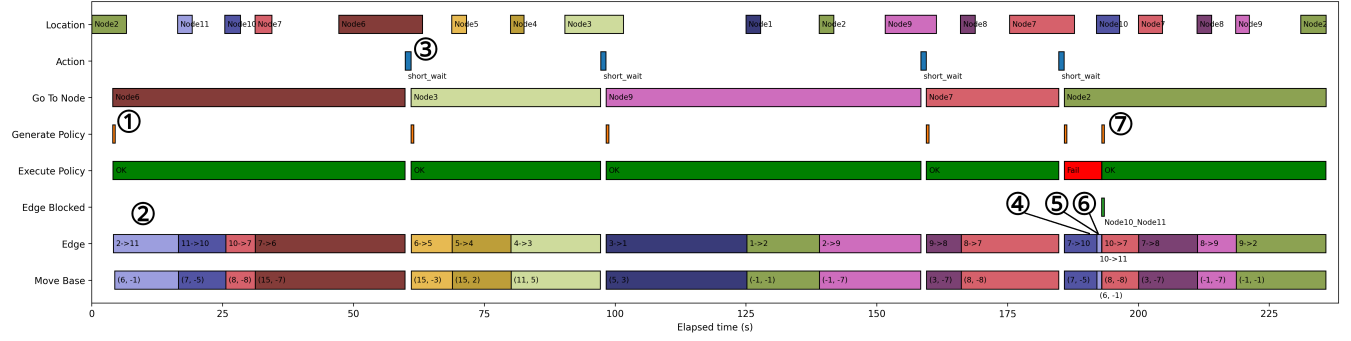 Location
Node2
Node11
Node10
Node7
Node6
Node5
Node4
Node3
Node1
Node2
Node9
Node8
Node7
Node10
Node7
Node8
Node9
Node2
③
Action
short_wait
short_wait
short_wait
short_wait
Go To Node
Node6
Node3
Node9
Node7
Node2
①
⑦
Generate Policy
Execute Policy
OK
OK
OK
OK
Fail
OK
②
④
⑤
⑥
Edge Blocked
Node10_Node11
Edge
2->11
11->10
10->7
7->6
6->5
5->4
4->3
3->1
1->2
2->9
9->8
8->7
7->10
10->7
7->8
8->9
9->2
10->11
Move Base
(6, -1)
(7, -5)
(8, -8)
(15, -7)
(15, -3)
(15, 2)
(11, 5)
(5, 3)
(-1, -1)
(-1, -7)
(3, -7)
(8, -8)
(7, -5)
(8, -8)
(3, -7)
(-1, -7)
(-1, -1)
(6, -1)
0
25
50
75
100
125
150
175
200
225
Elapsed time (s)